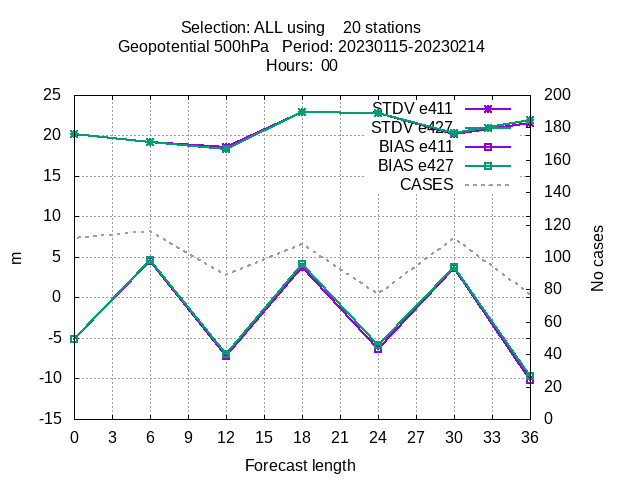 Selection: ALL using    20 stations
Geopotential 500hPa   Period: 20230115-20230214
Hours:  00
25 200
20 180
15 160
10 140
5 120
0 100
-5 80
-10 60
-15 40
20
0
STDV e411
STDV e427
BIAS e411
BIAS e427
CASES
m
No cases
0 3 6 9 12 15 18 21 24 27 30 33 36
Forecast length